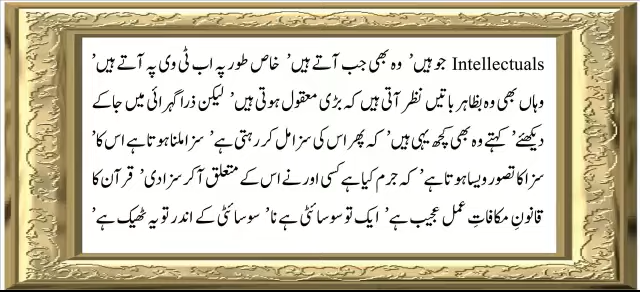 Intellectuals جو ہیں’ وہ بھی جب آتے ہیں’ خاص طور پہ اب ٹی وی پہ آتے ہیں’
وہاں بھی وہ بظاہر باتیں نظر آتی ہیں کہ بڑی معقول ہوتی ہیں’ لیکن ذرا گہرائی میں جا کے
دیکھئے’ کہتے وہ بھی کچھ یہی ہیں’ کہ پھر اس کی سزا مل کر رہتی ہے’ سزا ملنا ہوتا ہے اس کا’
سزا کا تصور ویسا ہوتا ہے’ کہ جرم کیا ہے کسی اور نے اس کے متعلق آ کر سزا دی’ قرآن کا
قانونِ مکافاتِ عمل عجیب ہے’ ایک تو سوسائٹی ہے نا’ سوسائٹی کے اندر تو یہ ٹھیک ہے’